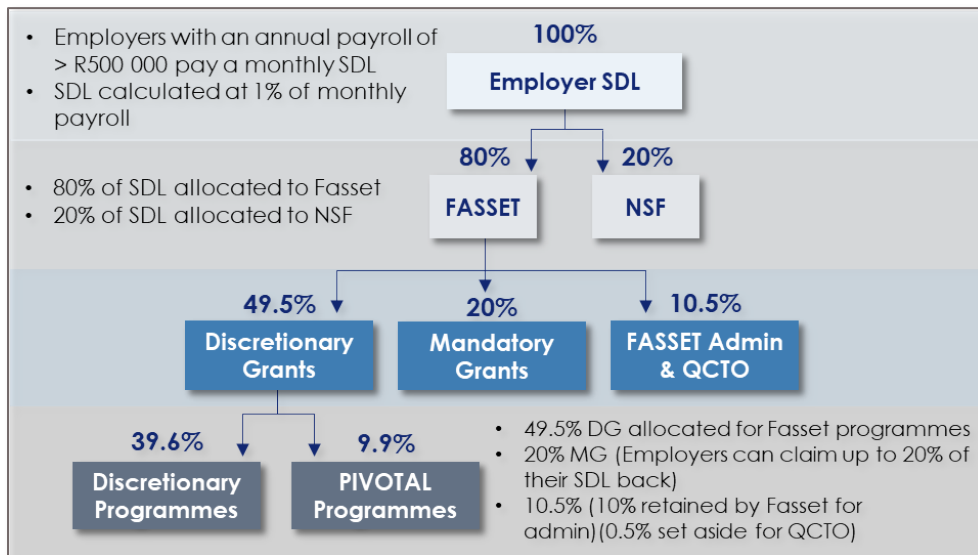 • Employers with an annual payroll of
> R500 000 pay a monthly SDL
• SDL calculated at 1% of monthly
payroll
100%
Employer SDL
80%
20%
• 80% of SDL allocated to Fasset
• 20% of SDL allocated to NSF
FASSET
NSF
49.5%
20%
10.5%
Discretionary
Grants
Mandatory
Grants
FASSET Admin
& QCTO
39.6%
9.9%
Discretionary
Programmes
PIVOTAL
Programmes
• 49.5% DG allocated for Fasset programmes
• 20% MG (Employers can claim up to 20% of
their SDL back)
• 10.5% (10% retained by Fasset for
admin)(0.5% set aside for QCTO)